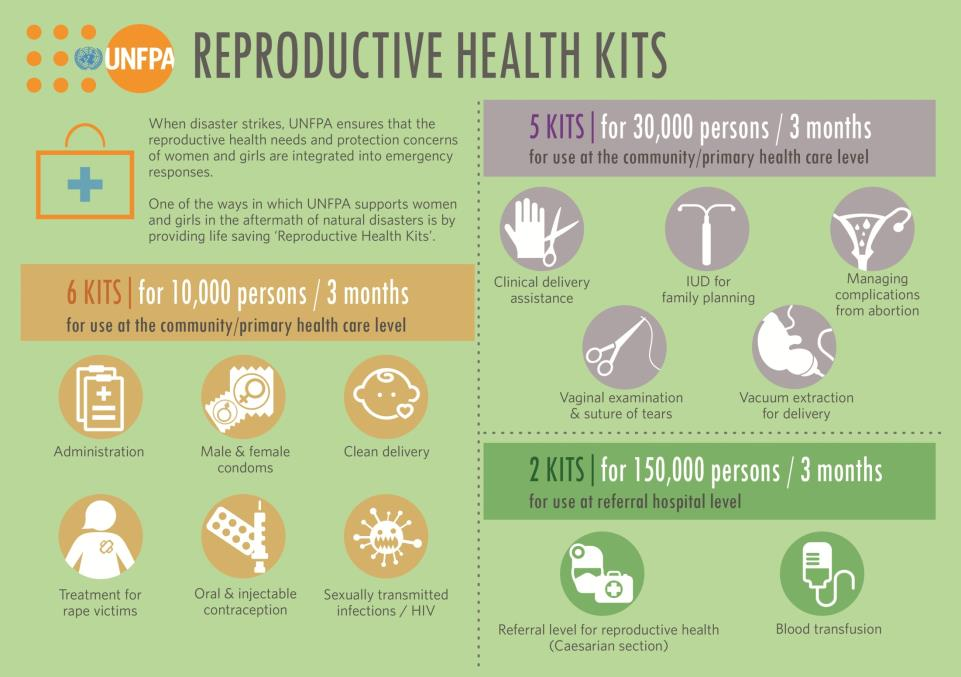 UNFPA
REPRODUCTIVE HEALTH KITS
When disaster strikes, UNFPA ensures that the
reproductive health needs and protection concerns
of women and girls are integrated into emergency
responses.
One of the ways in which UNFPA supports women
and girls in the aftermath of natural disasters is by
providing life saving 'Reproductive Health Kits'.
6 KITS | for 10,000 persons / 3 months
for use at the community/primary health care level
Administration
Male & female
condoms
Clean delivery
Treatment for
rape victims
Oral & injectable
contraception
Sexually transmitted
infections / HIV
5 KITS | for 30,000 persons / 3 months
for use at the community/primary health care level
Clinical delivery
assistance
IUD for
family planning
Managing
complications
from abortion
Vaginal examination
& suture of tears
Vacuum extraction
for delivery
2 KITS | for 150,000 persons / 3 months
for use at referral hospital level
Referral level for reproductive health
(Caesarian section)
Blood transfusion